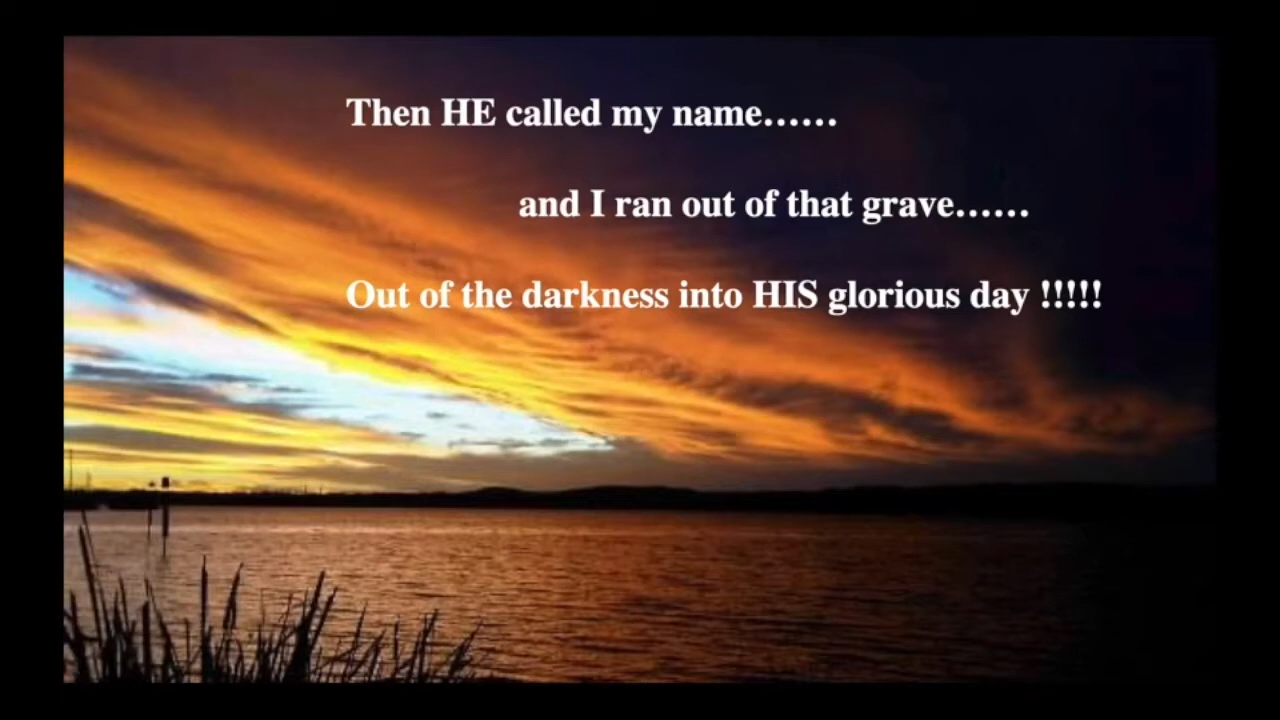 Then HE called my name......
and I ran out of that grave......
Out of the darkness into HIS glorious day !!!!!